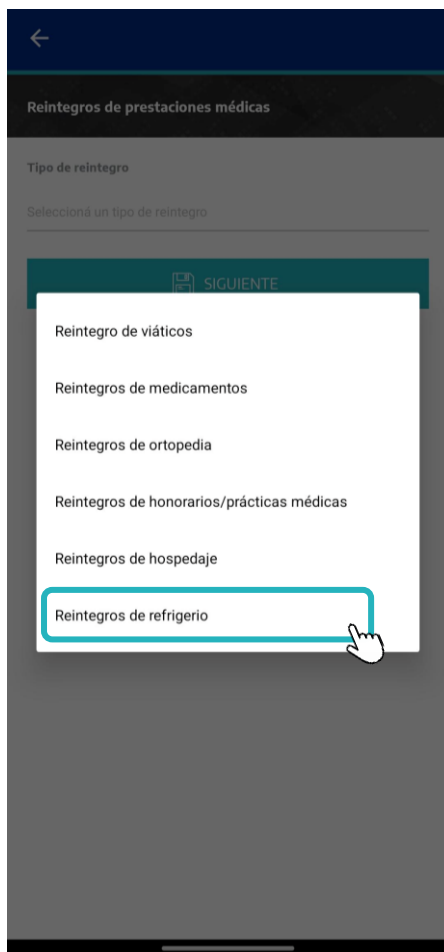 Reintegros de prestaciones médicas
Tipo de reintegro
Seleccioná un tipo de reintegro
SIGUIENTE
Reintegro de viáticos
Reintegros de medicamentos
Reintegros de ortopedia
Reintegros de honorarios/prácticas médicas
Reintegros de hospedaje
Reintegros de refrigerio